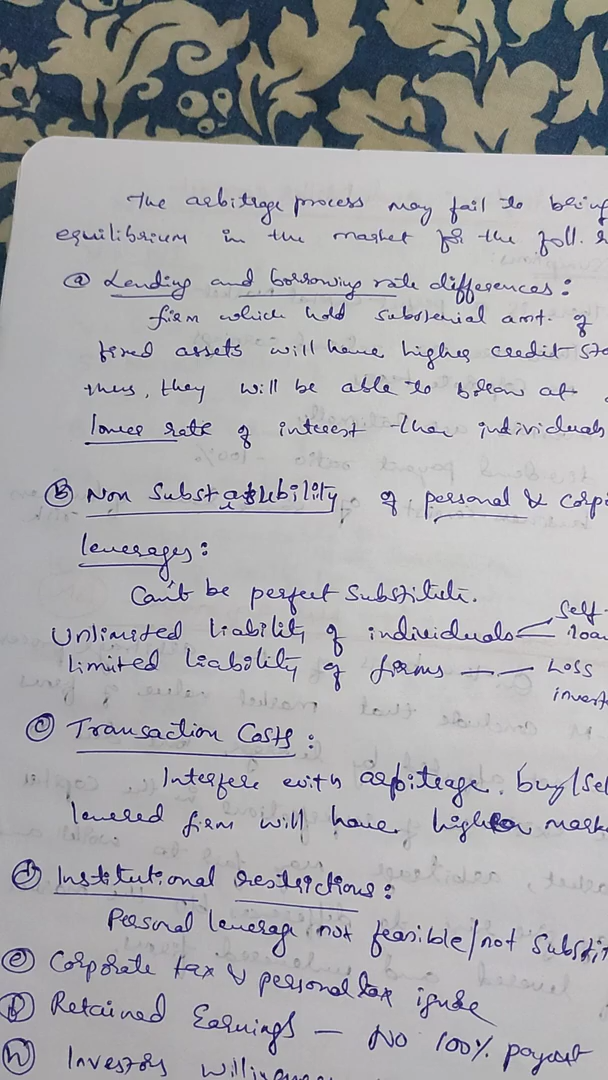 The arbitrage process may fail to bring
equilibrium in the market for the foll.
ⓐ Lending and borrowing rate differences:
firm which hold substenial amt. of
fixed assets will have higher credit
thus, they will be able to borrow at
lower rate of interest than individuals
ⓑ Non Substatubility of personal & corp
leverages:
Can't be perfect Substitute.
Unlimited liability of individuals Self
loan
limited liability of firms — — Loss
invest
ⓒ Transaction Costs:
Interfere with arbitrage. buy/sel
levered firm will have higher mark
ⓓ Institutional restrictions:
Personal leverage not feasible/not Substit
ⓔ Corporate tax & personal tax ignore
ⓕ Retained Earnings — No 100% payout
ⓗ Investors